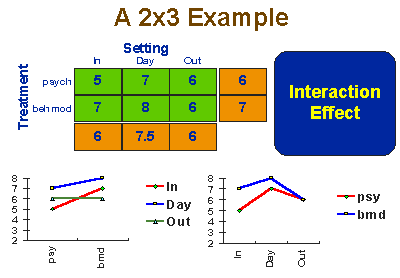 A 2x3 Example
Setting
In Day Out
Treatment
psych 5 7 6 6
behmod 7 8 6 7
6 7.5 6
Interaction
Effect
8
7
6
5
4
3
2
psy bmd
In
Day
Out
8
7
6
5
4
3
2
In Day Out
psy
bmd